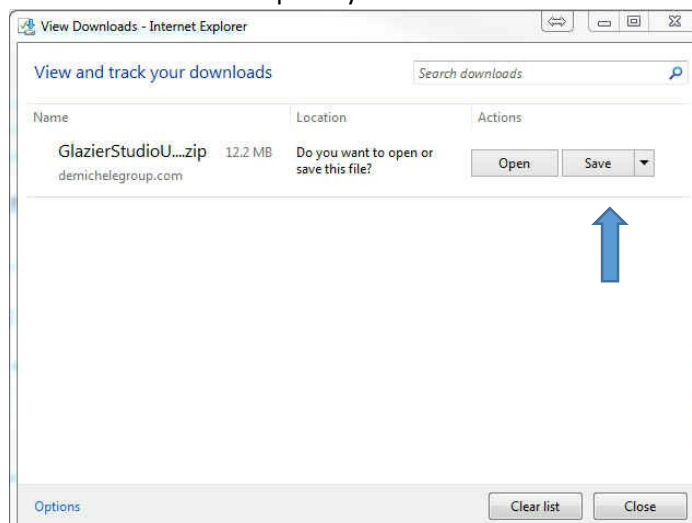 View Downloads - Internet Explorer
View and track your downloads
Search downloads
Name Location Actions
GlazierStudioU....zip 12.2 MB Do you want to open or save this file? Open Save
demichelegroup.com
Options Clear list Close